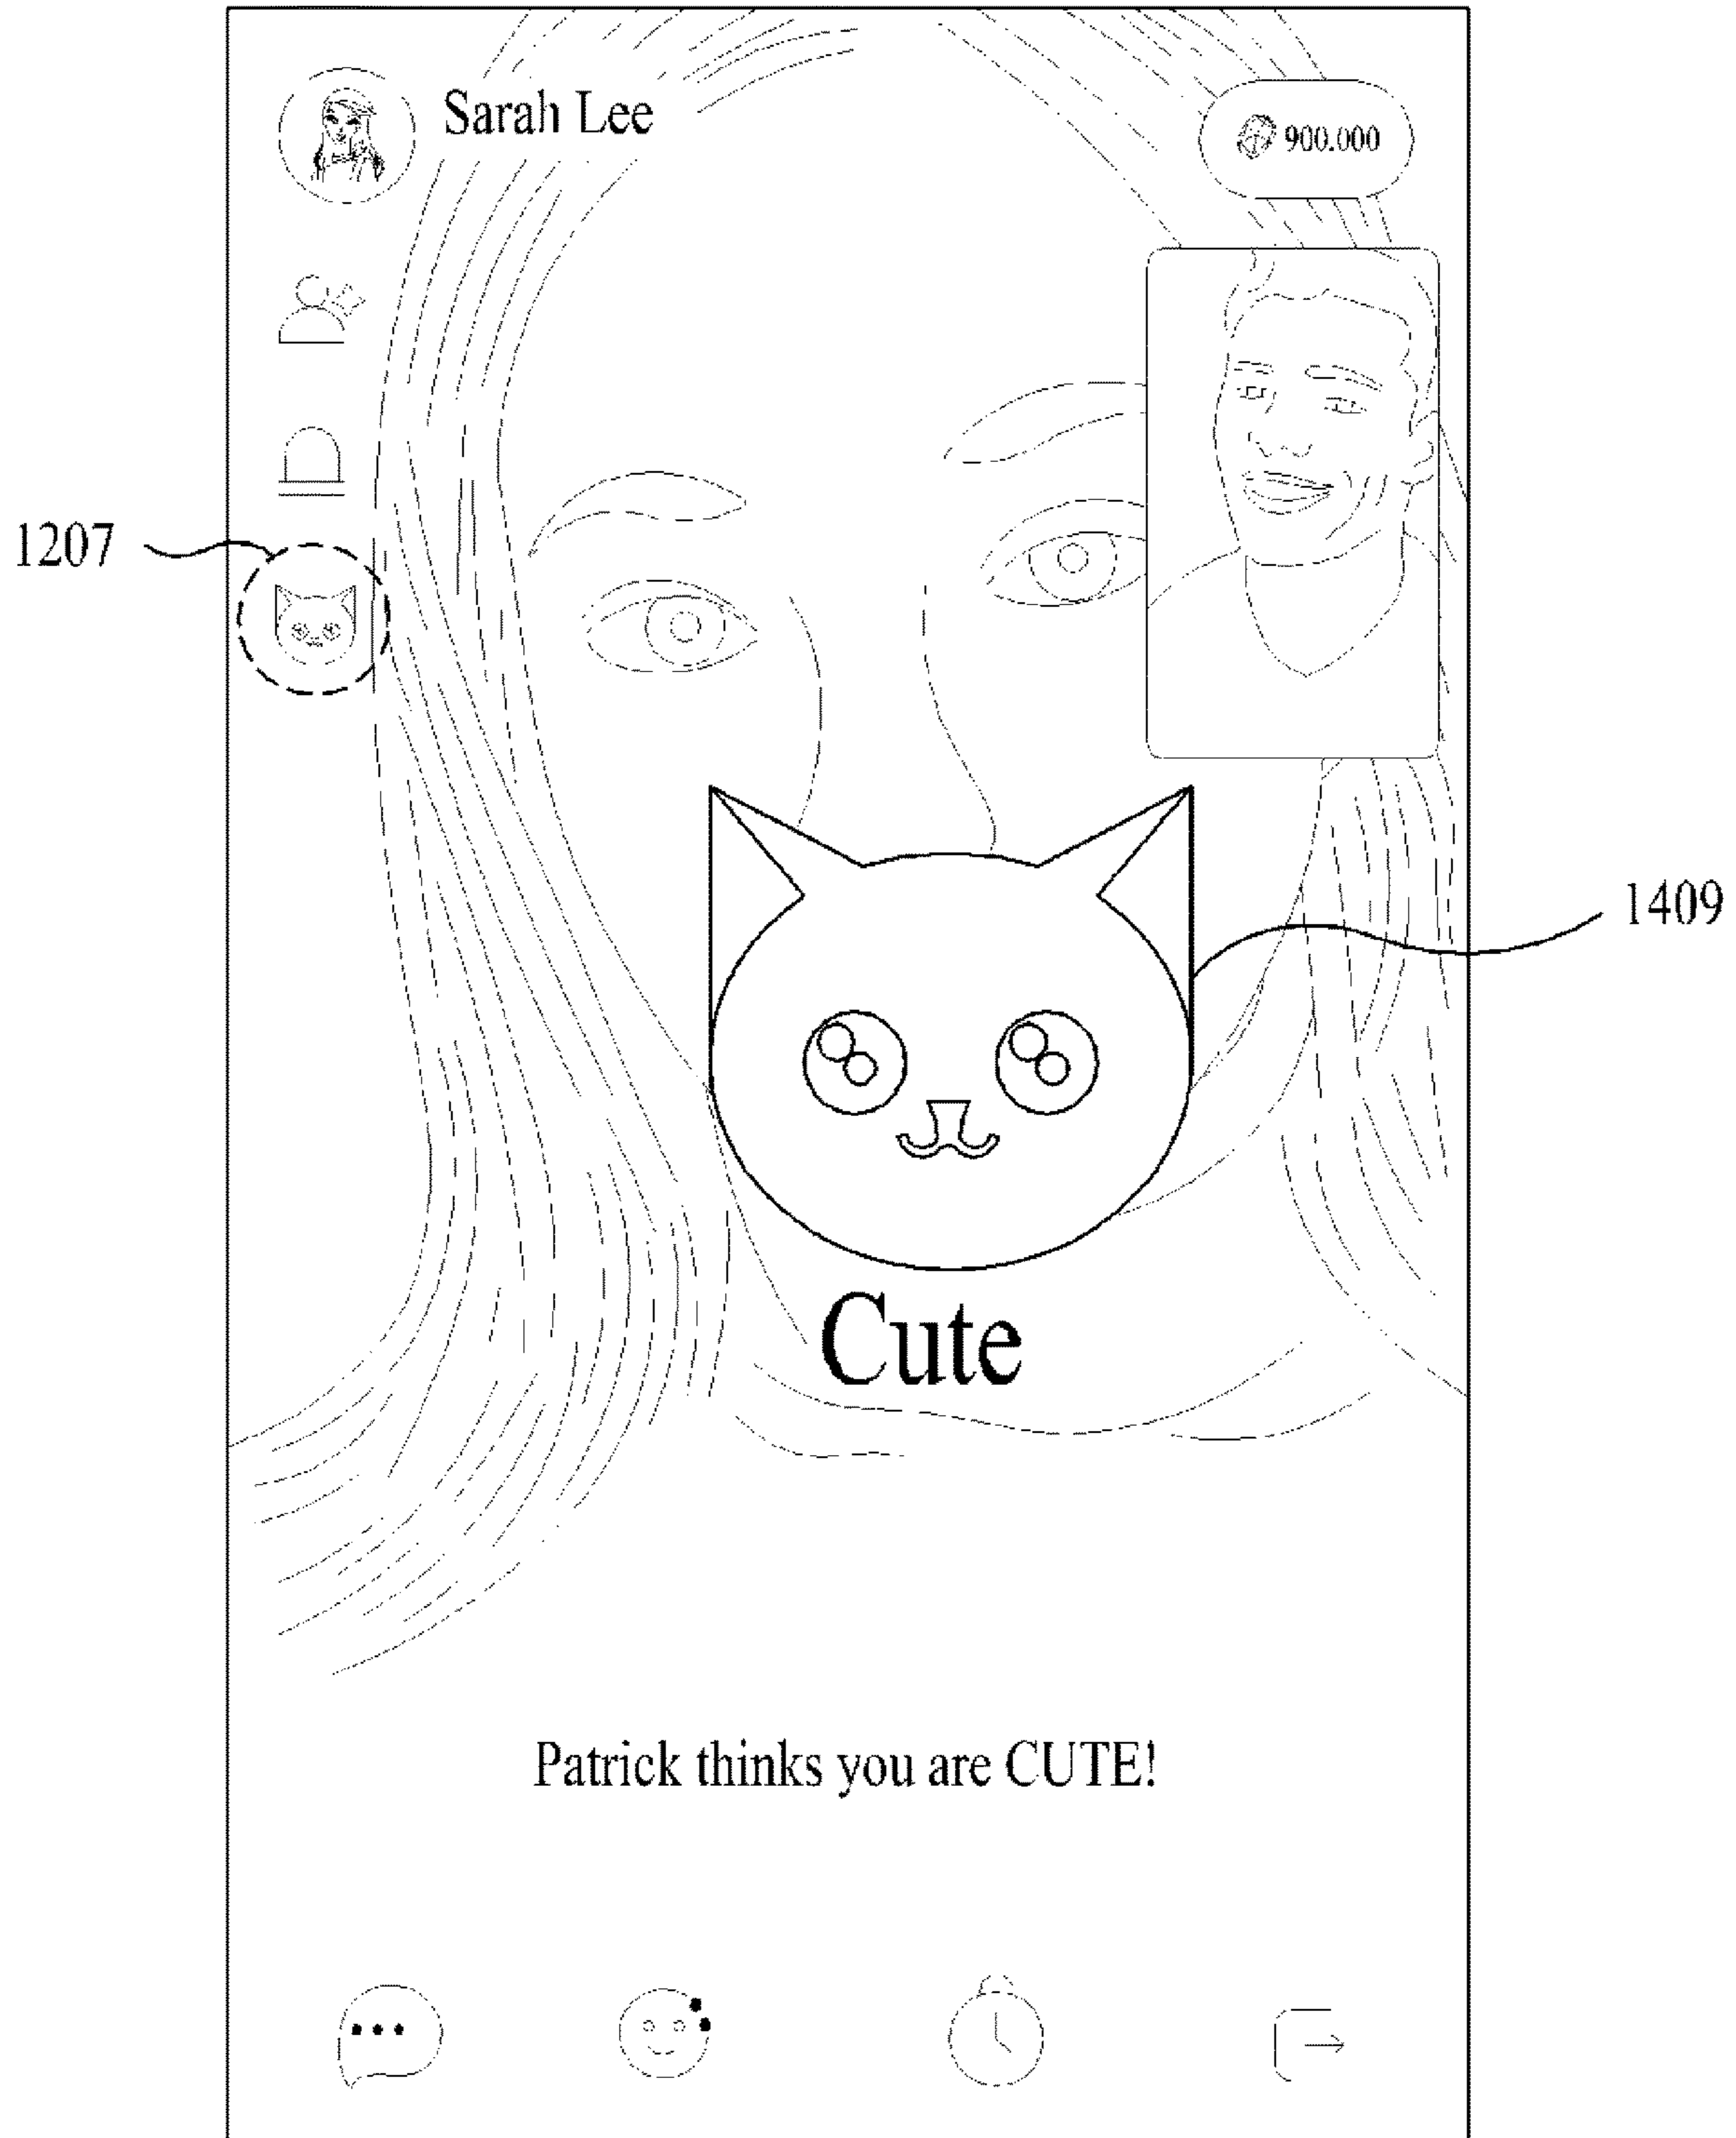 Sarah Lee
900.000
1207
1409
Cute
Patrick thinks you are CUTE!